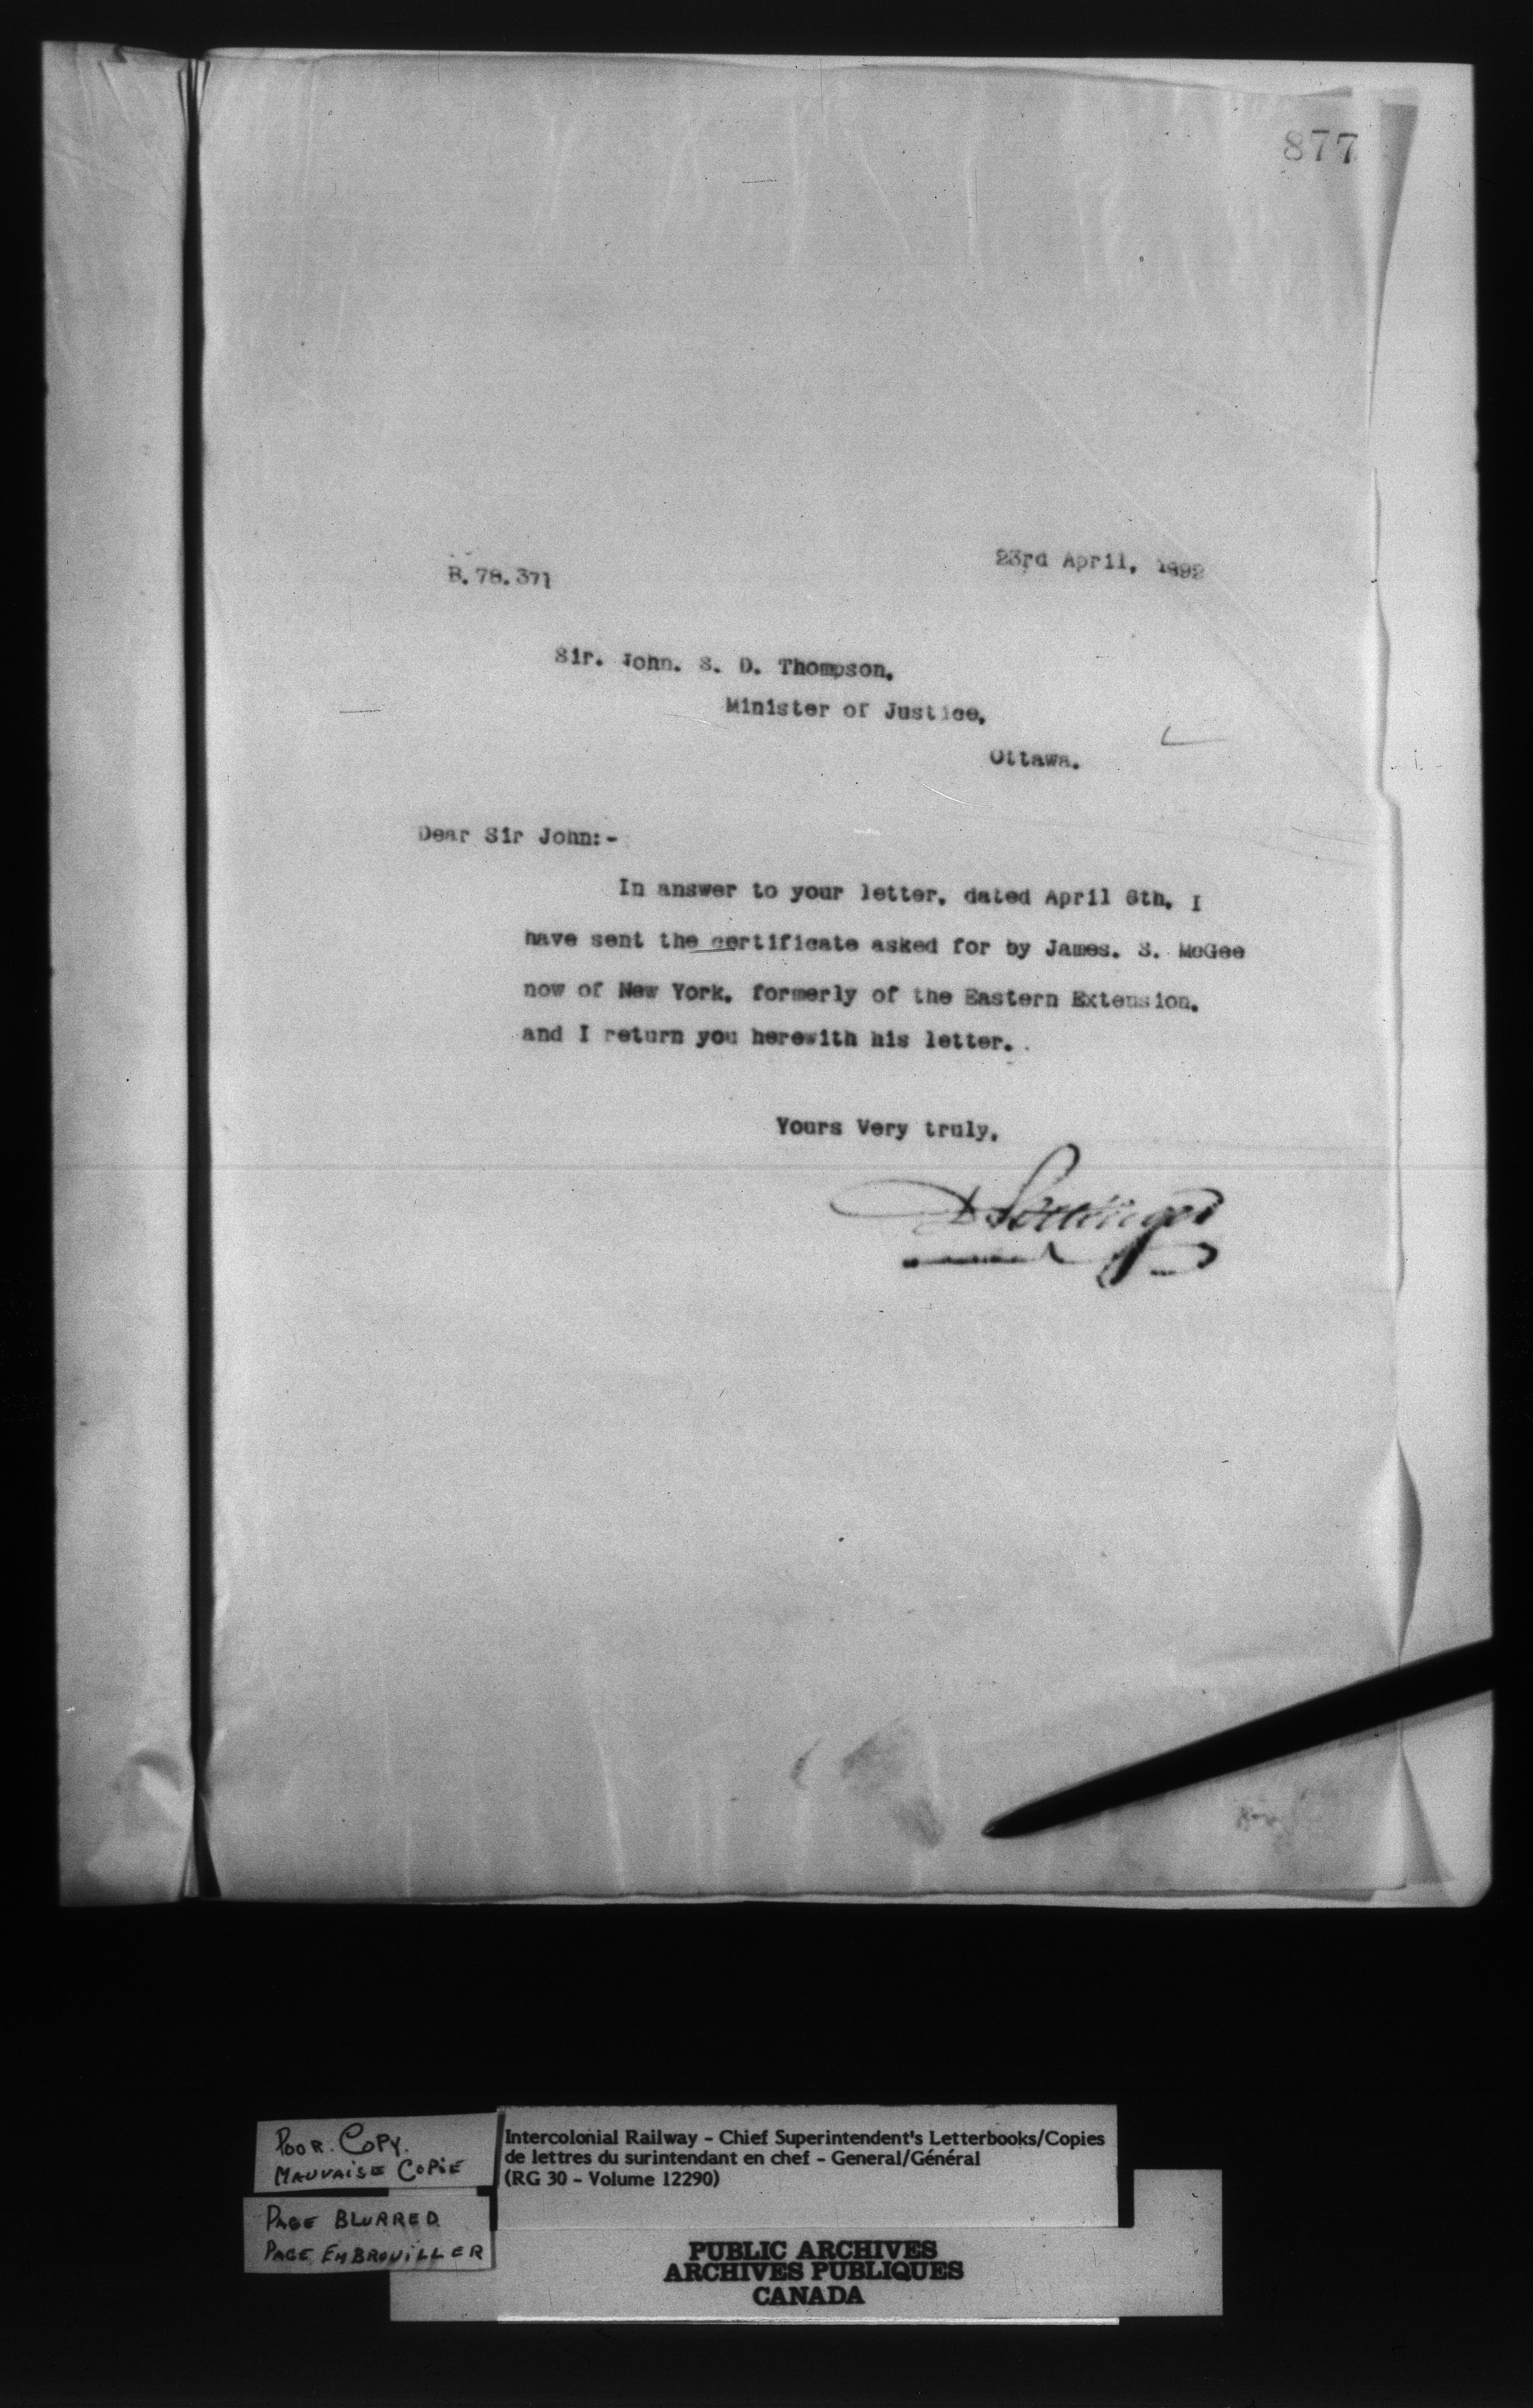 877
B.78.371
23rd April, 1892
Sir. John. S. D. Thompson.
Minister of Justice,
Ottawa.
Dear Sir John:-
In answer to your letter, dated April 6th, I
have sent the certificate asked for by James. S. McGee
now of New York, formerly of the Eastern Extension,
and I return you herewith his letter.
Yours Very truly,
D Pottinger
POOR. COPY.
MAUVAISE COPIE
PAGE BLURRED
PAGE EMBROUILLER
Intercolonial Railway - Chief Superintendent's Letterbooks/Copies
de lettres du surintendant en chef - General/Général
(RG 30 - Volume 12290)
PUBLIC ARCHIVES
ARCHIVES PUBLIQUES
CANADA